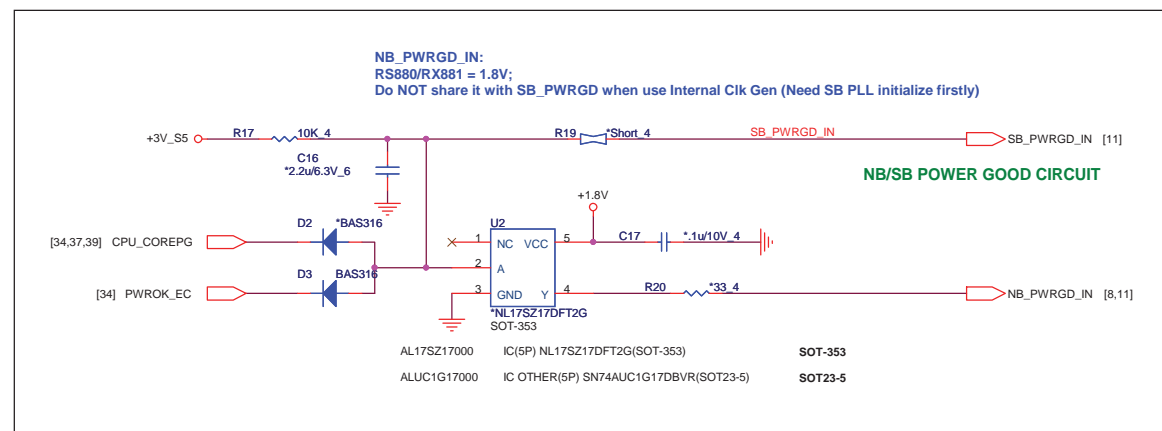 NB_PWRGD_IN:
RS880/RX881 = 1.8V;
Do NOT share it with SB_PWRGD when use Internal Clk Gen (Need SB PLL initialize firstly)
+3V_S5
R17
10K_4
R19
*Short_4
SB_PWRGD_IN
SB_PWRGD_IN [11]
C16
*2.2u/6.3V_6
NB/SB POWER GOOD CIRCUIT
+1.8V
[34,37,39] CPU_COREPG
D2
*BAS316
U2
1
NC
VCC
5
C17
*.1u/10V_4
2
A
[34] PWROK_EC
D3
BAS316
3
GND
Y
4
R20
*33_4
NB_PWRGD_IN [8,11]
*NL17SZ17DFT2G
SOT-353
AL17SZ17000 IC(5P) NL17SZ17DFT2G(SOT-353) SOT-353
ALUC1G17000 IC OTHER(5P) SN74AUC1G17DBVR(SOT23-5) SOT23-5